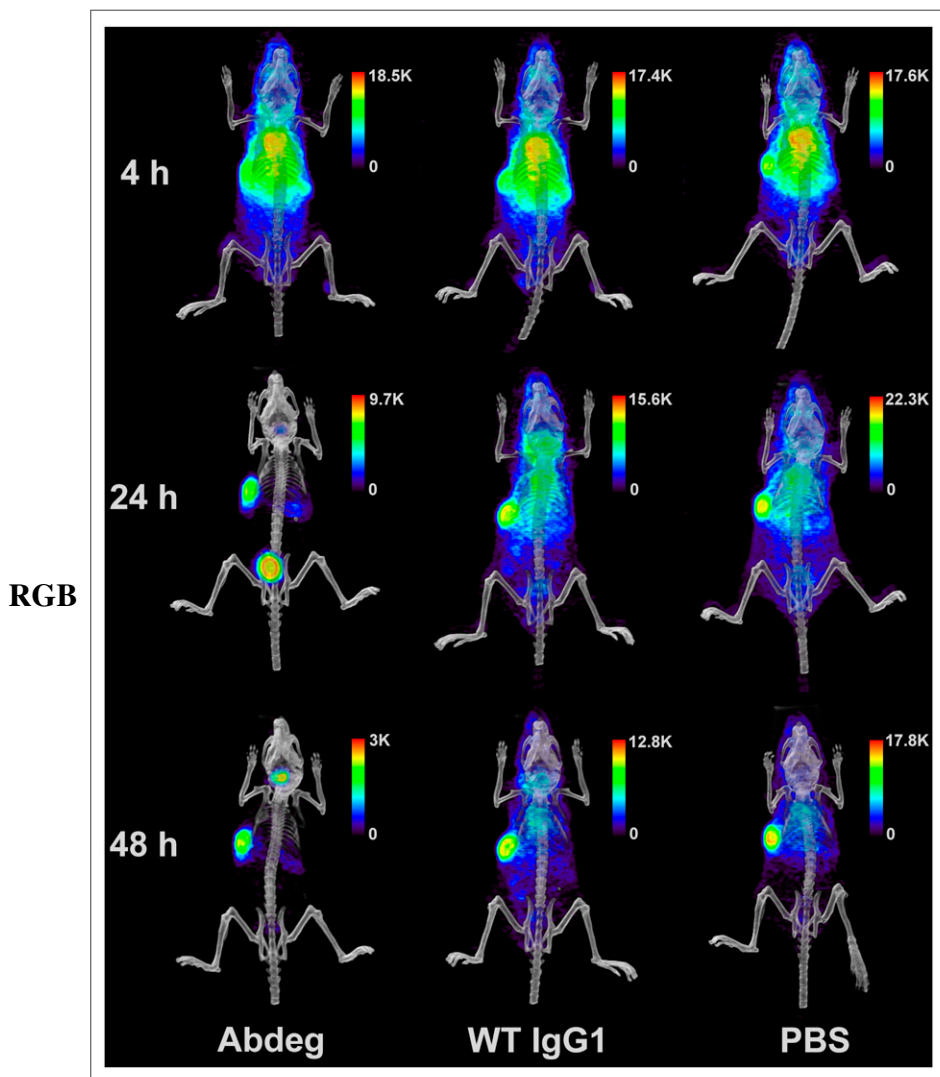 18.5K
17.4K
17.6K
4 h
0
0
0
9.7K
15.6K
22.3K
24 h
0
0
0
RGB
3K
12.8K
17.8K
48 h
0
0
0
Abdeg
WT IgG1
PBS